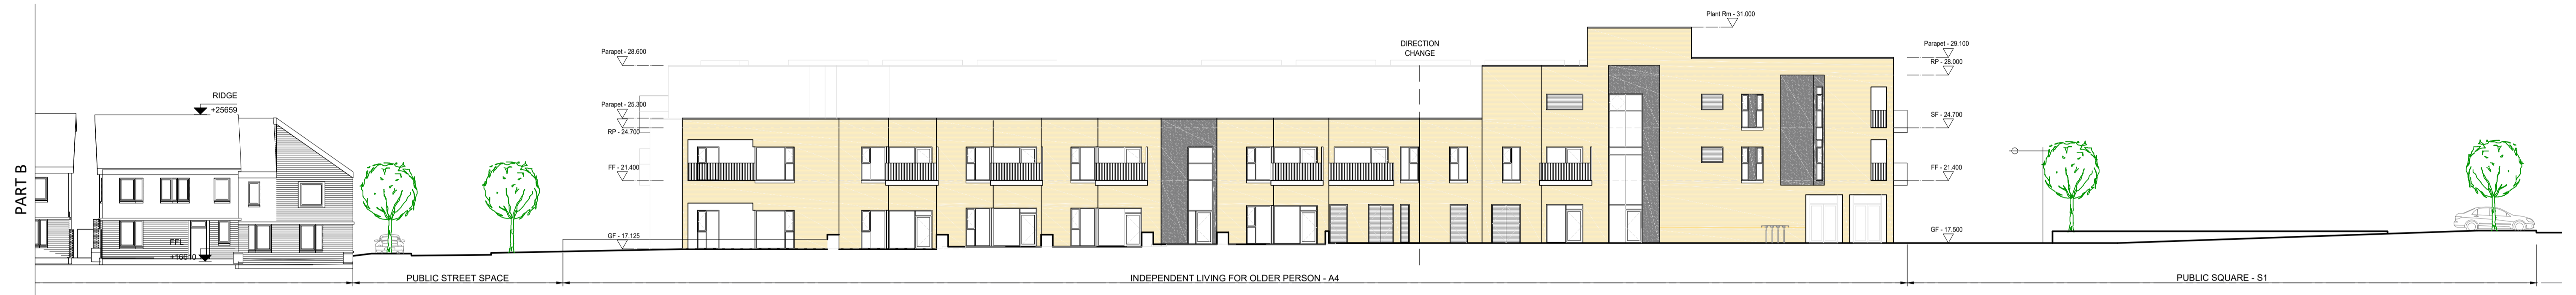 PART B
RIDGE
+25659
FFL
+16610
PUBLIC STREET SPACE
Parapet - 28.600
Parapet - 25.300
RP - 24.700
FF - 21.400
GF - 17.125
INDEPENDENT LIVING FOR OLDER PERSON - A4
DIRECTION
CHANGE
Plant Rm - 31.000
Parapet - 29.100
RP - 28.000
SF - 24.700
FF - 21.400
GF - 17.500
PUBLIC SQUARE - S1